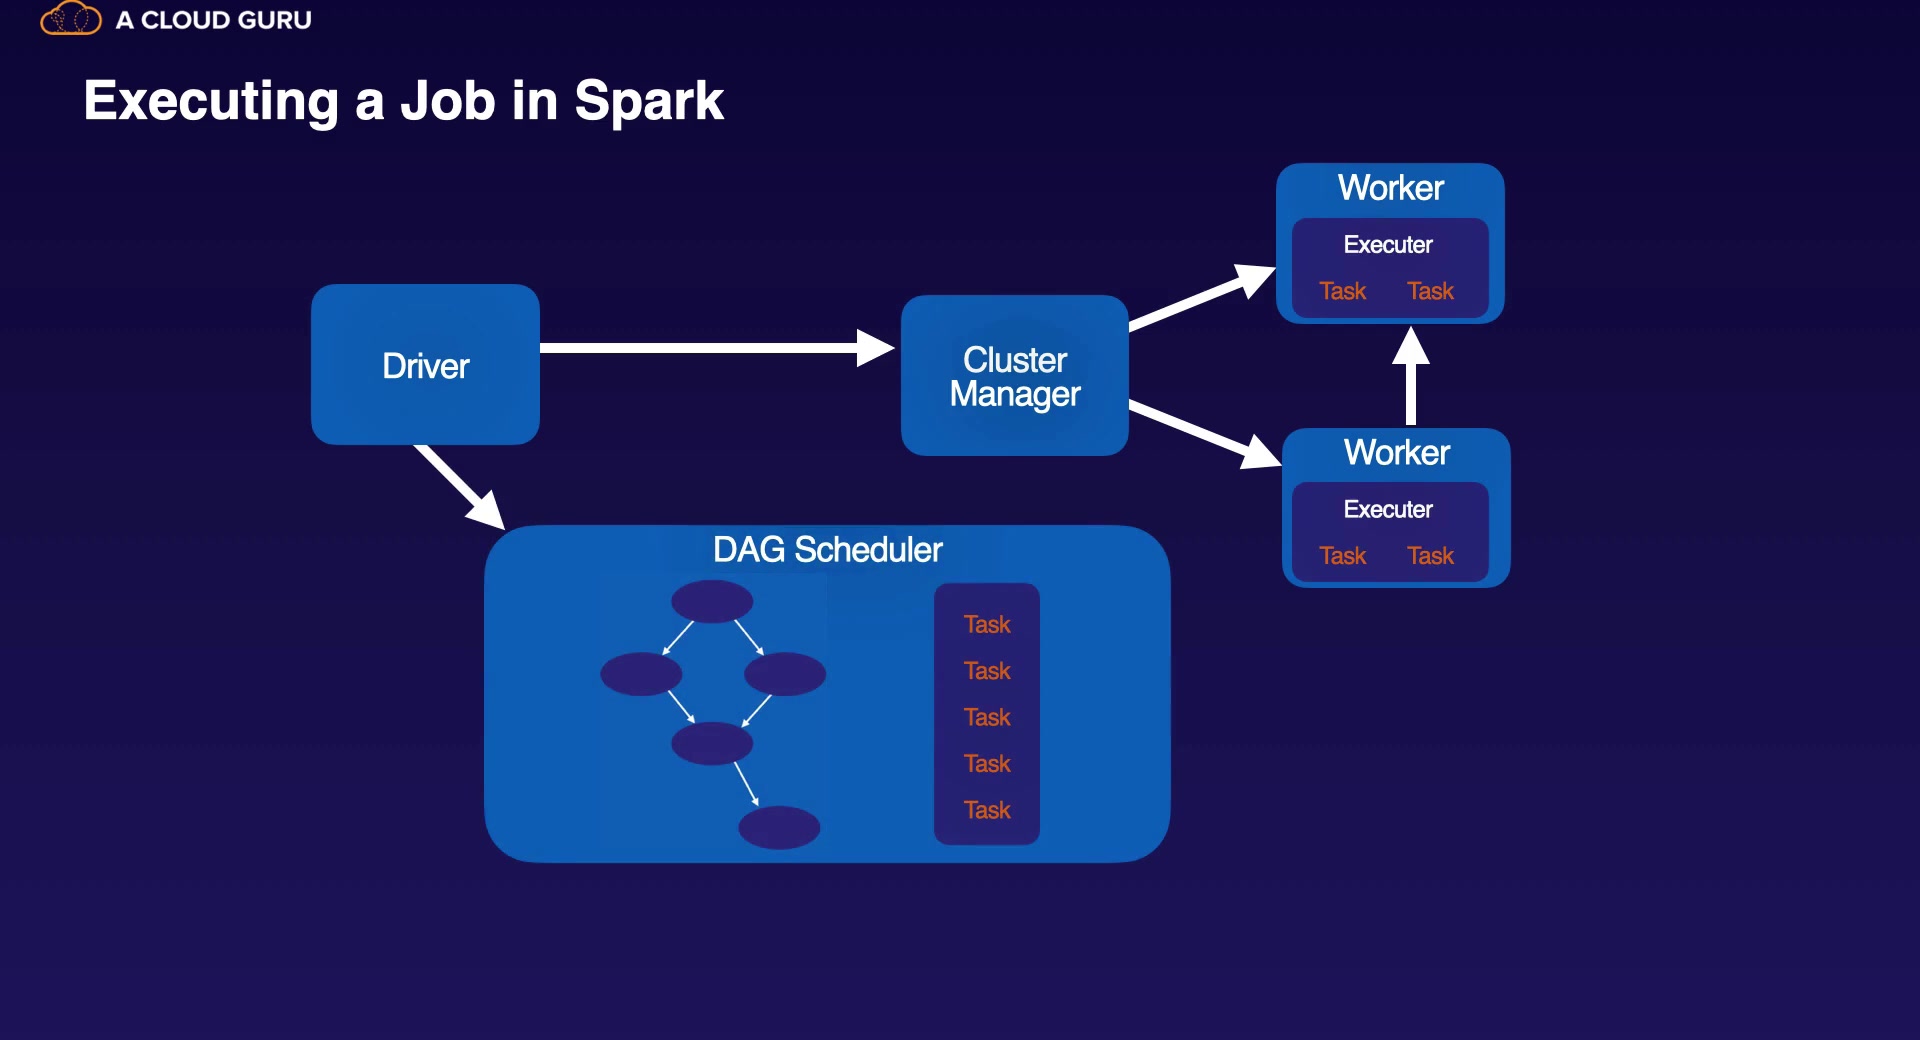 A CLOUD GURU
Executing a Job in Spark
Driver
Cluster
Manager
Worker
Executer
Task Task
Worker
Executer
Task Task
DAG Scheduler
Task
Task
Task
Task
Task